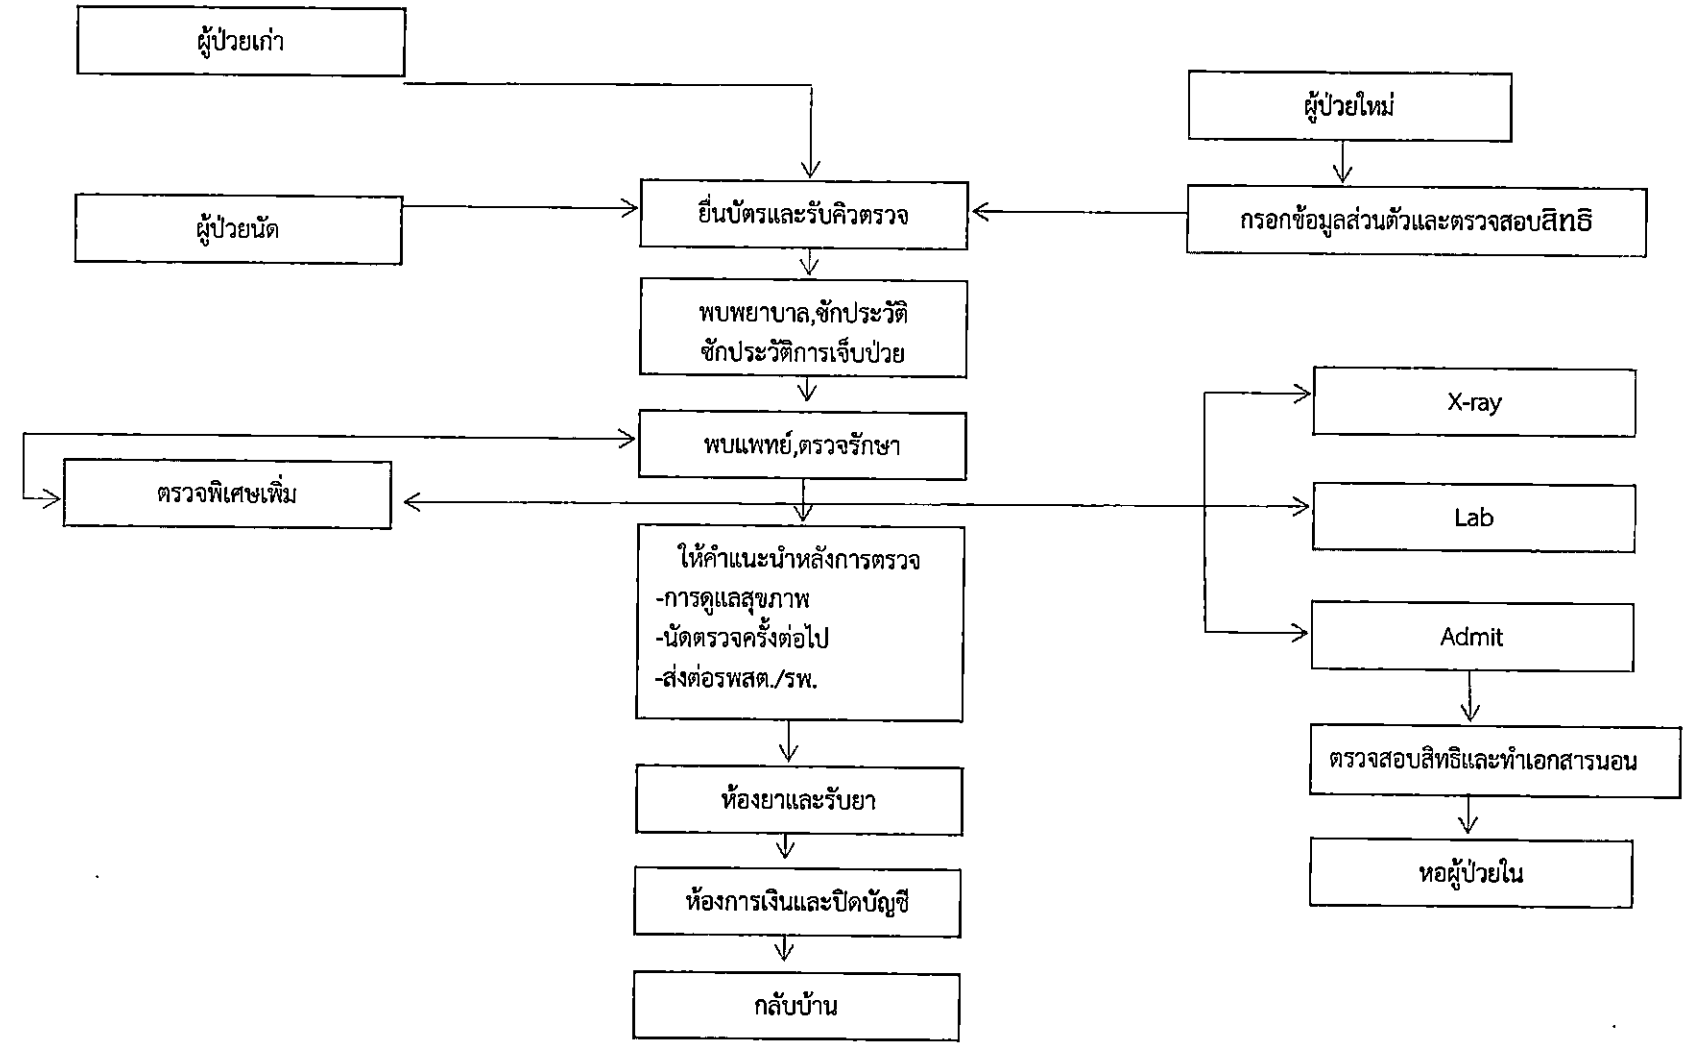 ผู้ป่วยเก่า
ผู้ป่วยใหม่
ผู้ป่วยนัด
ยื่นบัตรและรับคิวตรวจ
กรอกข้อมูลส่วนตัวและตรวจสอบสิทธิ
พบพยาบาล,ซักประวัติ
ซักประวัติการเจ็บป่วย
X-ray
พบแพทย์,ตรวจรักษา
ตรวจพิเศษเพิ่ม
Lab
ให้คำแนะนำหลังการตรวจ
-การดูแลสุขภาพ
-นัดตรวจครั้งต่อไป
-ส่งต่อรพสต./รพ.
Admit
ตรวจสอบสิทธิและทำเอกสารนอน
ห้องยาและรับยา
หอผู้ป่วยใน
ห้องการเงินและปิดบัญชี
กลับบ้าน